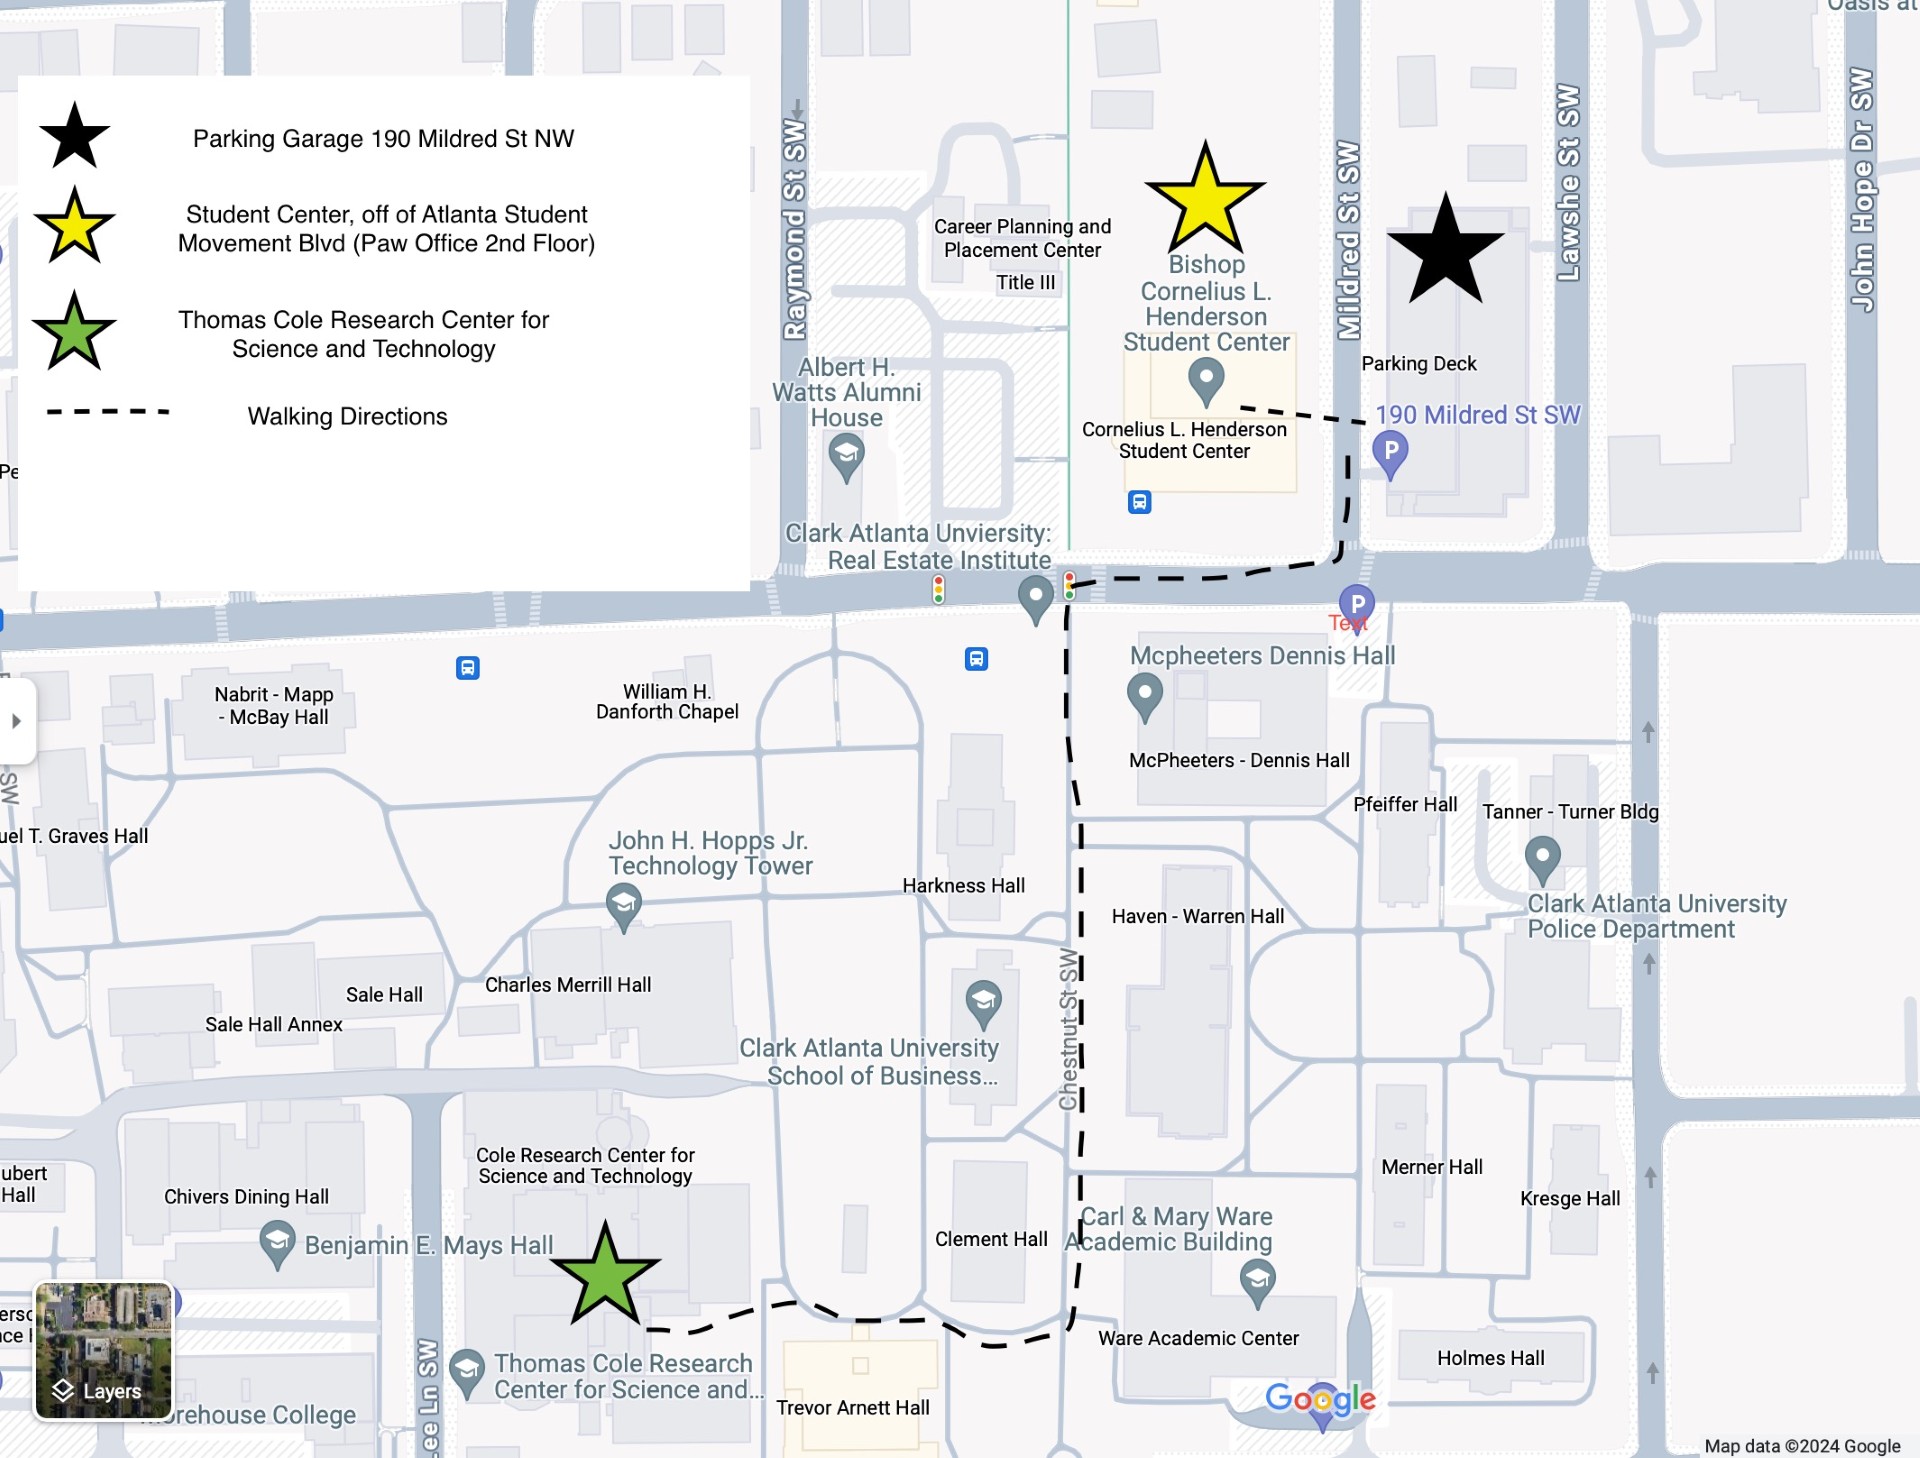 Parking Garage 190 Mildred St NW
Student Center, off of Atlanta Student
Movement Blvd (Paw Office 2nd Floor)
Thomas Cole Research Center for
Science and Technology
Walking Directions
Oasis at
Raymond St SW
Mildred St SW
Lawshe St SW
John Hope Dr SW
Career Planning and
Placement Center
Title III
Bishop
Cornelius L.
Henderson
Student Center
Cornelius L. Henderson
Student Center
Parking Deck
190 Mildred St SW
P
Albert H.
Watts Alumni
House
Clark Atlanta Unviersity:
Real Estate Institute
P
Text
Mcpheeters Dennis Hall
McPheeters - Dennis Hall
Nabrit - Mapp
- McBay Hall
William H.
Danforth Chapel
SW
uel T. Graves Hall
John H. Hopps Jr.
Technology Tower
Harkness Hall
Haven - Warren Hall
Pfeiffer Hall
Tanner - Turner Bldg
Clark Atlanta University
Police Department
Charles Merrill Hall
Sale Hall
Sale Hall Annex
Clark Atlanta University
School of Business...
Chestnut St SW
Cole Research Center for
Science and Technology
ubert
Hall
Chivers Dining Hall
Benjamin E. Mays Hall
Clement Hall
Carl & Mary Ware
Academic Building
Merner Hall
Kresge Hall
Ware Academic Center
Holmes Hall
Thomas Cole Research
Center for Science and...
Trevor Arnett Hall
Lee Ln SW
Layers
Morehouse College
Google
Map data ©2024 Google